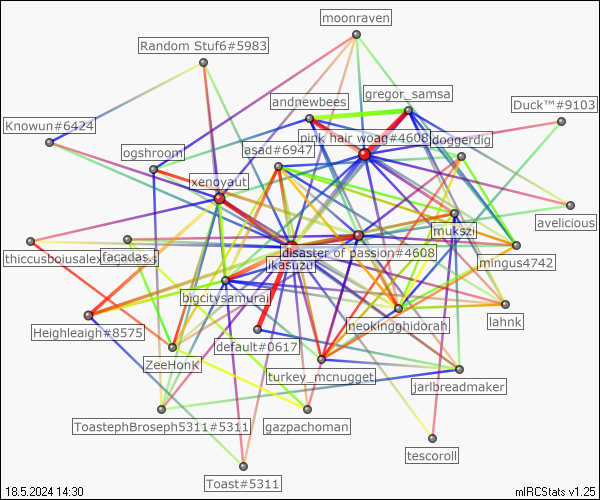 moonraven
Random Stuf6#5983
gregor_samsa
andnewbees
Duck™#9103
Knowun#6424
pink hair woag#4608
doggerdig
ogshroom
asad#6947
xenoyaut
avelicious
mukszi
thiccusboiusalex
facadas
disaster of passion#4608
mingus4742
ikasuzu
bigcitysamurai
lahnk
neokingghidorah
Heighleaigh#8575
default#0617
ZeeHonk
turkey_mcnugget
jarlbreadmaker
ToastephBroseph5311#5311
gazpachoman
tescoroll
Toast#5311
18.5.2024 14:30
mIRCStats v1.25